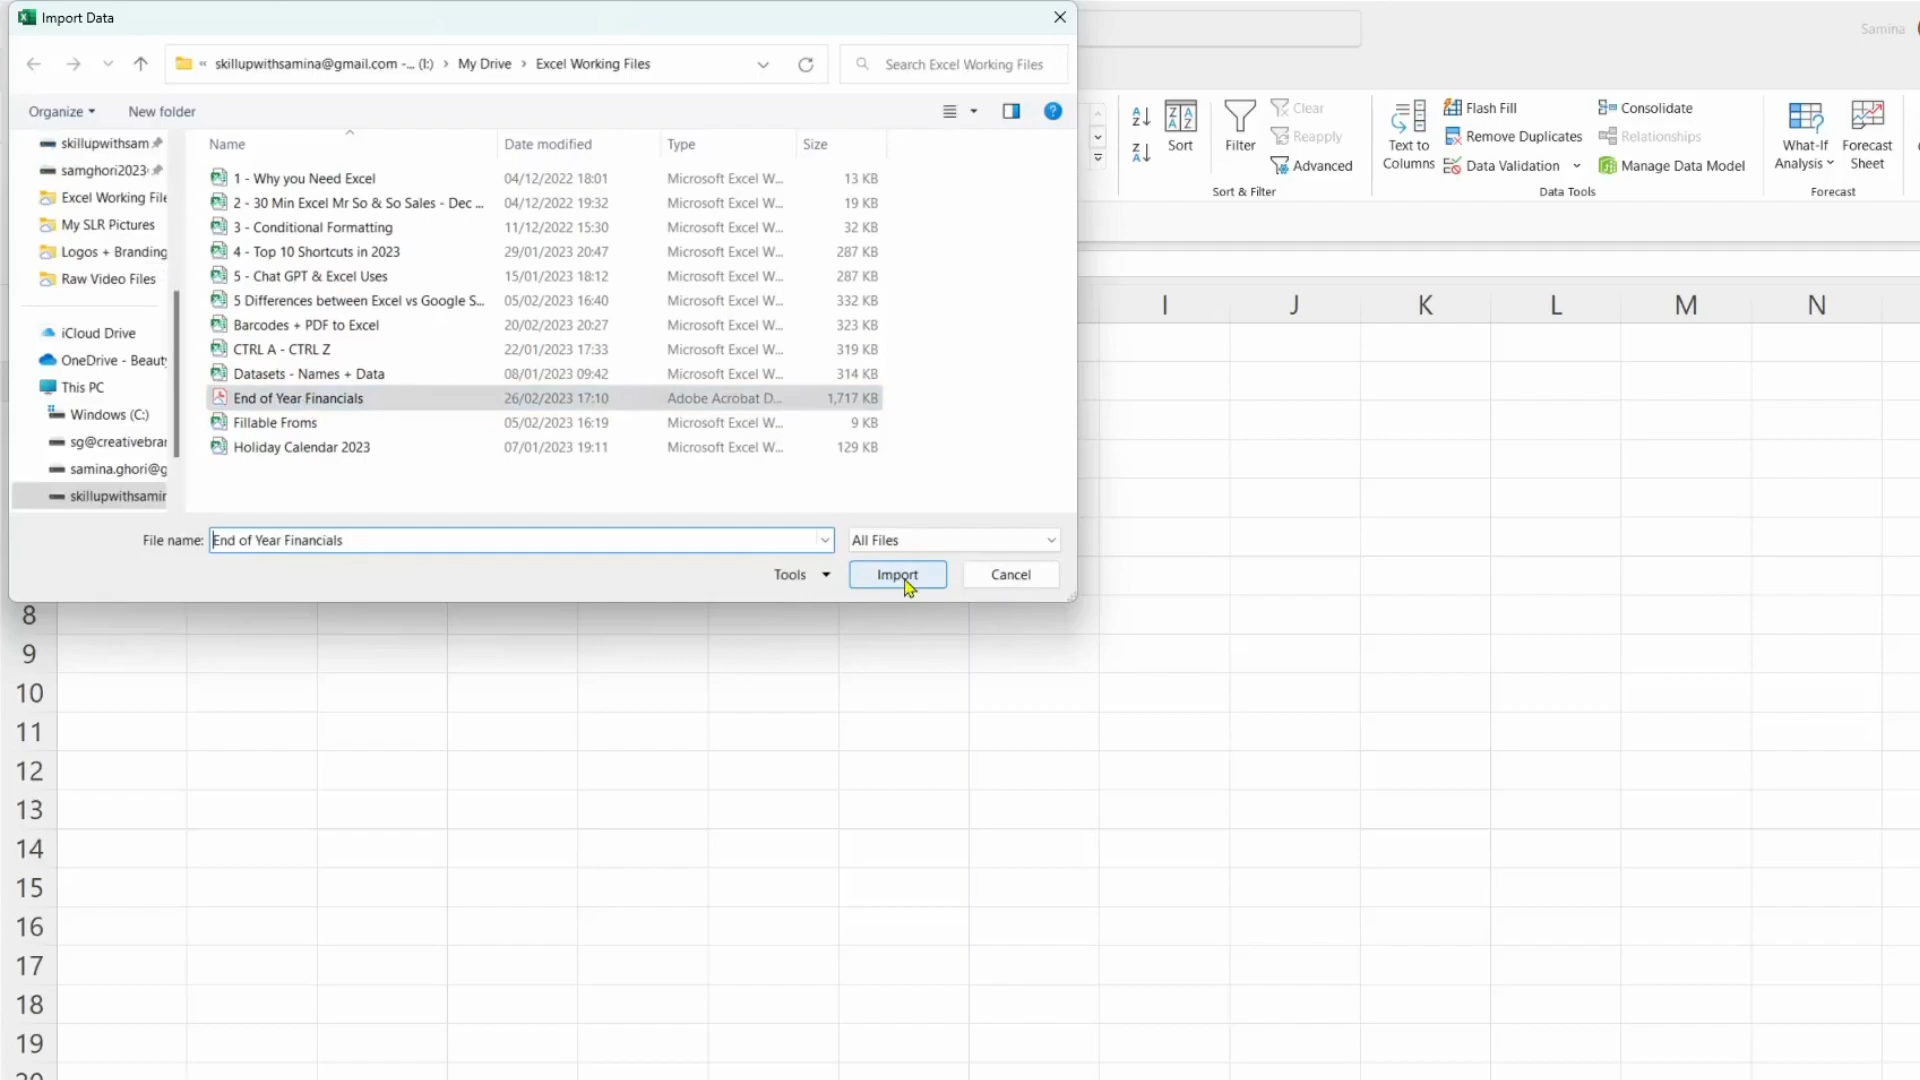 Import Data
Samina
« skillupwithsamina@gmail.com -... (I:) › My Drive › Excel Working Files
Search Excel Working Files
Organize
New folder
?
Name
Date modified
Type
Size
skillupwithsam
samghori2023
Excel Working File
My SLR Pictures
Logos + Branding
Raw Video Files
iCloud Drive
OneDrive - Beaut
This PC
Windows (C:)
sg@creativebrar
samina.ghori@g
skillupwithsamir
1 - Why you Need Excel 04/12/2022 18:01 Microsoft Excel W... 13 KB
2 - 30 Min Excel Mr So & So Sales - Dec ... 04/12/2022 19:32 Microsoft Excel W... 19 KB
3 - Conditional Formatting 11/12/2022 15:30 Microsoft Excel W... 32 KB
4 - Top 10 Shortcuts in 2023 29/01/2023 20:47 Microsoft Excel W... 287 KB
5 - Chat GPT & Excel Uses 15/01/2023 18:12 Microsoft Excel W... 287 KB
5 Differences between Excel vs Google S... 05/02/2023 16:40 Microsoft Excel W... 332 KB
Barcodes + PDF to Excel 20/02/2023 20:27 Microsoft Excel W... 323 KB
CTRL A - CTRL Z 22/01/2023 17:33 Microsoft Excel W... 319 KB
Datasets - Names + Data 08/01/2023 09:42 Microsoft Excel W... 314 KB
End of Year Financials 26/02/2023 17:10 Adobe Acrobat D... 1,717 KB
Fillable Froms 05/02/2023 16:19 Microsoft Excel W... 9 KB
Holiday Calendar 2023 07/01/2023 19:11 Microsoft Excel W... 129 KB
File name: End of Year Financials
All Files
Tools
Import
Cancel
Sort
Filter
Clear
Reapply
Advanced
Sort & Filter
Text to
Columns
Flash Fill
Remove Duplicates
Data Validation
Consolidate
Relationships
Manage Data Model
Data Tools
What-If
Analysis
Forecast
Sheet
Forecast
I J K L M N
8
9
10
11
12
13
14
15
16
17
18
19